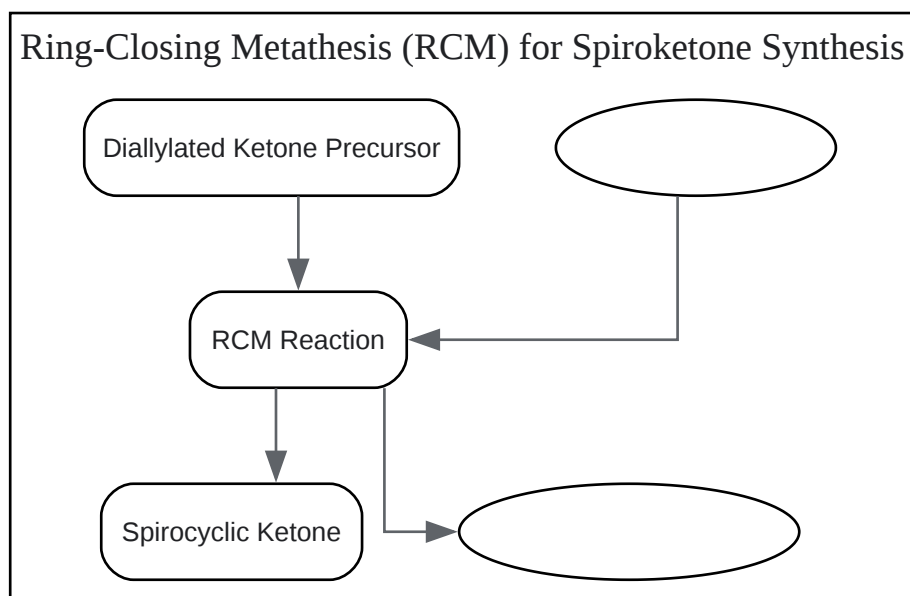 Ring-Closing Metathesis (RCM) for Spiroketone Synthesis
Diallylated Ketone Precursor
RCM Reaction
Spirocyclic Ketone